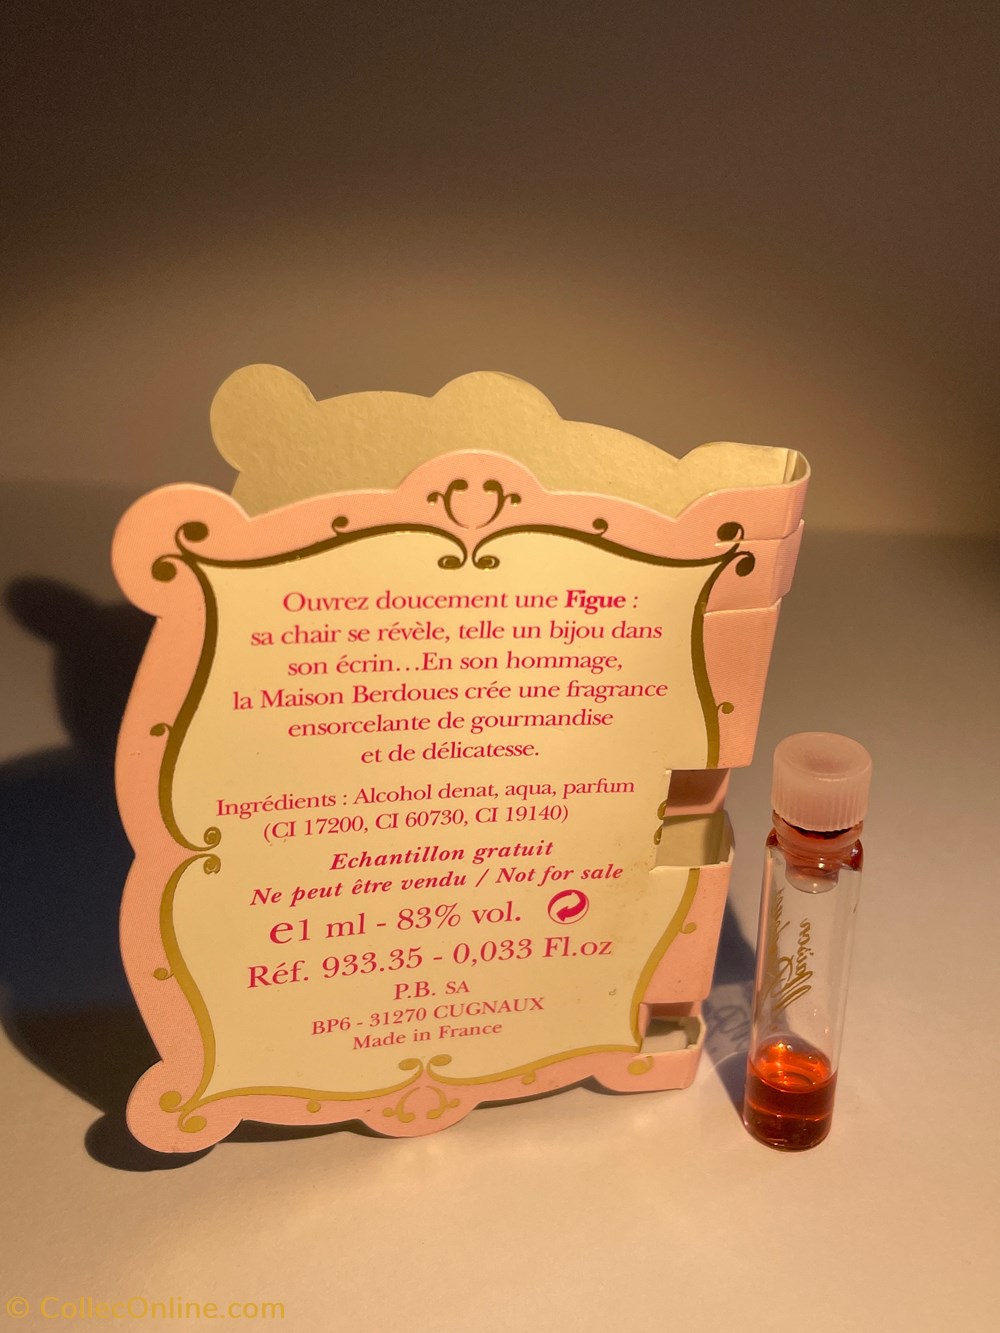 Ouvrez doucement une Figue :
sa chair se révèle, telle un bijou dans
son écrin...En son hommage,
la Maison Berdoues crée une fragrance
ensorcelante de gourmandise
et de délicatesse.
Ingrédients : Alcohol denat, aqua, parfum
(CI 17200, CI 60730, CI 19140)
Echantillon gratuit
Ne peut être vendu / Not for sale
e1 ml - 83% vol.
Réf. 933.35 - 0,033 Fl.oz
P.B. SA
BP6 - 31270 CUGNAUX
Made in France
© CollecOnline.com